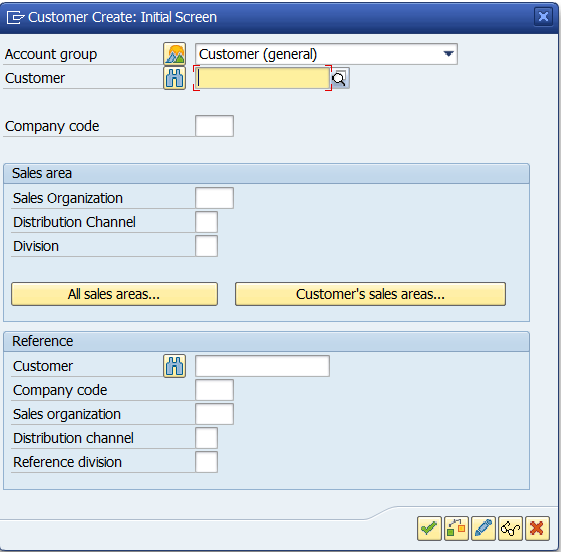 Customer Create: Initial Screen
Account group Customer (general)
Customer
Company code
Sales area
Sales Organization
Distribution Channel
Division
All sales areas... Customer's sales areas...
Reference
Customer
Company code
Sales organization
Distribution channel
Reference division